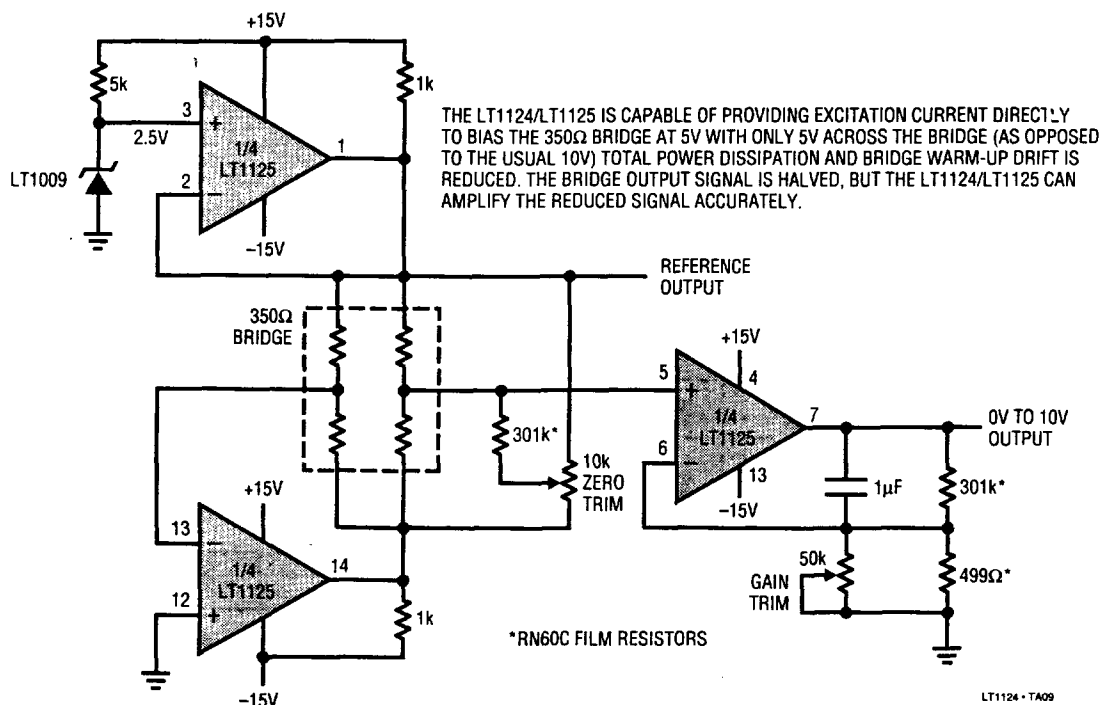 +15V
5k
1k
3
+
2.5V
1/4
LT1125
1
2
−
LT1009
−15V
THE LT1124/LT1125 IS CAPABLE OF PROVIDING EXCITATION CURRENT DIRECTLY
TO BIAS THE 350Ω BRIDGE AT 5V WITH ONLY 5V ACROSS THE BRIDGE (AS OPPOSED
TO THE USUAL 10V) TOTAL POWER DISSIPATION AND BRIDGE WARM-UP DRIFT IS
REDUCED. THE BRIDGE OUTPUT SIGNAL IS HALVED, BUT THE LT1124/LT1125 CAN
AMPLIFY THE REDUCED SIGNAL ACCURATELY.
REFERENCE
OUTPUT
350Ω
BRIDGE
301k*
10k
ZERO
TRIM
+15V
4
5
+
1/4
LT1125
7
6
−
13
−15V
0V TO 10V
OUTPUT
1µF
301k*
50k
GAIN
TRIM
499Ω*
+15V
13
−
1/4
LT1125
14
12
+
1k
−15V
*RN60C FILM RESISTORS
LT1124 • TA09